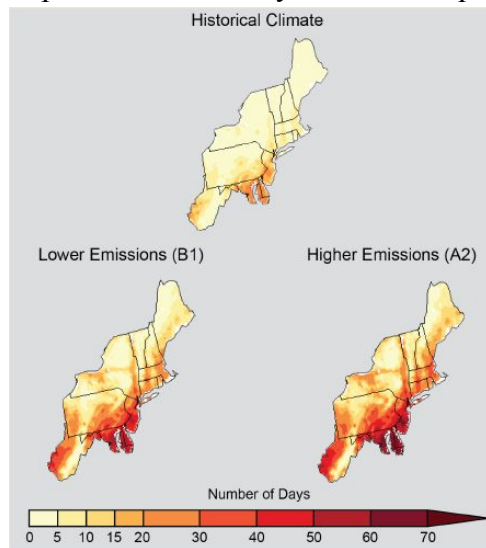 Historical Climate
Lower Emissions (B1)
Higher Emissions (A2)
Number of Days
0 5 10 15 20 30 40 50 60 70